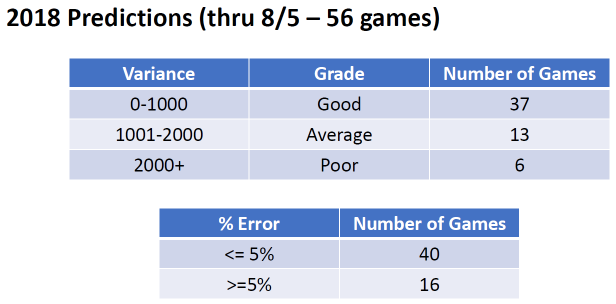 2018 Predictions (thru 8/5 – 56 games)
Variance Grade Number of Games
0-1000 Good 37
1001-2000 Average 13
2000+ Poor 6
% Error Number of Games
<= 5% 40
>=5% 16